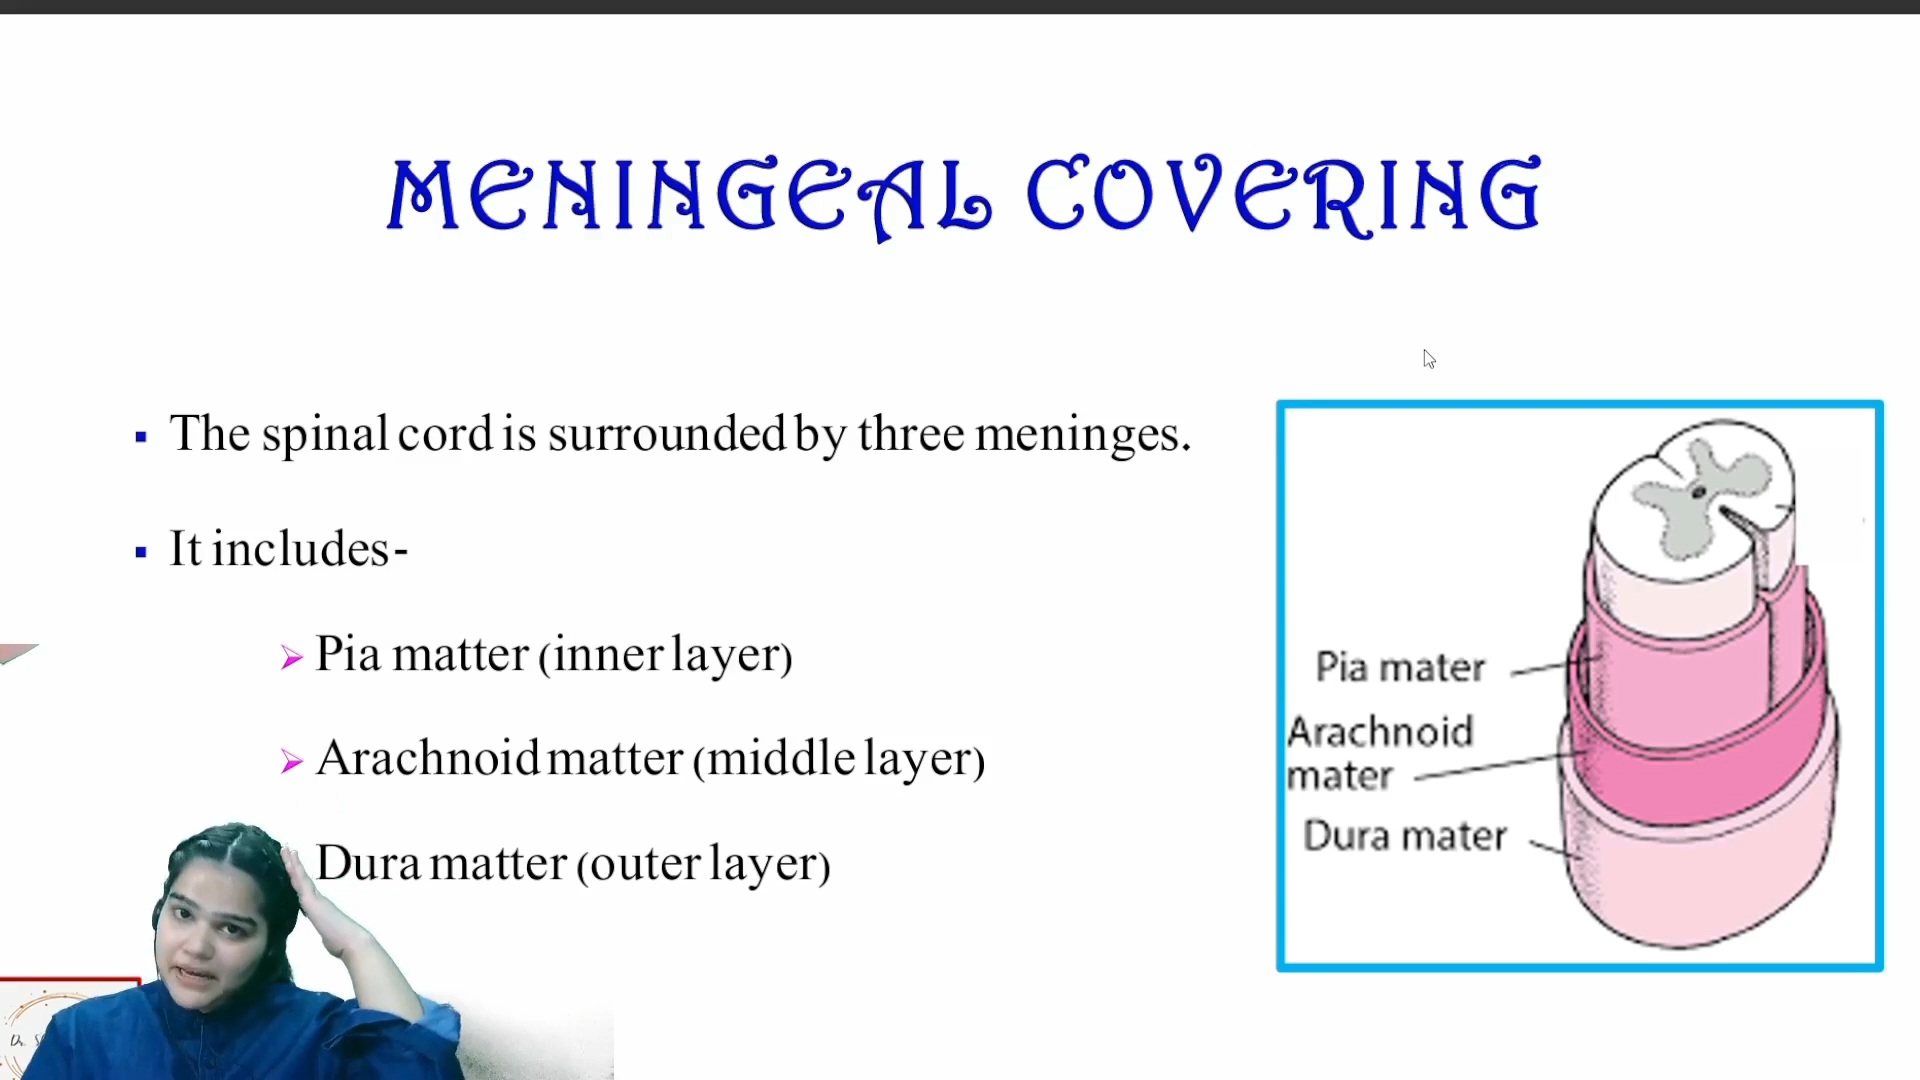 MENINGEAL COVERING
The spinal cord is surrounded by three meninges.
It includes-
Pia matter (inner layer)
Arachnoid matter (middle layer)
Dura matter (outer layer)
Pia mater
Arachnoid
mater
Dura mater
Dr. S